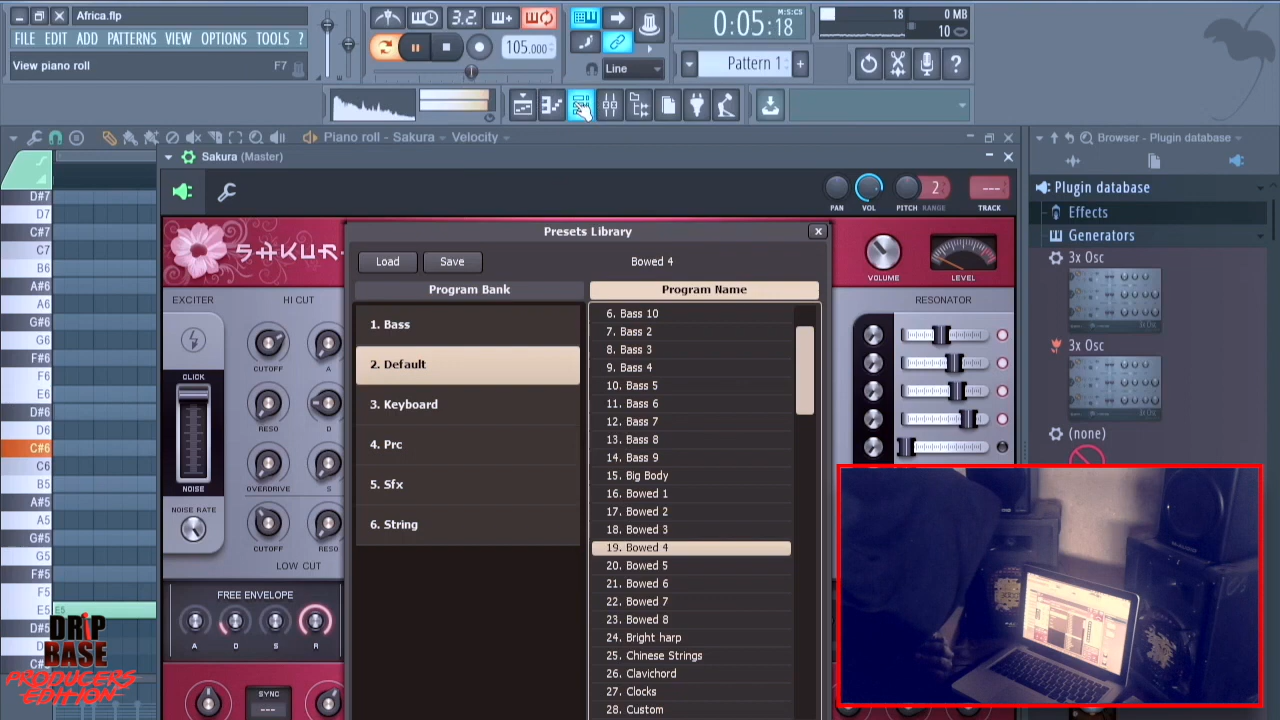 Africa.flp
FILE EDIT ADD PATTERNS VIEW OPTIONS TOOLS ?
View piano roll F7
3.2.
105.000
Line
0:05:18 M:S:CS
Pattern 1
18 0 MB
10
Piano roll - Sakura Velocity
Browser - Plugin database
Sakura (Master)
PAN VOL PITCH RANGE 2 --- TRACK
Plugin database
Effects
Generators
3x Osc
3x Osc
(none)
D#7
D7
C#7
C7
B6
A#6
A6
G#6
G6
F#6
F6
E6
D#6
D6
C#6
C6
B5
A#5
A5
G#5
G5
F#5
F5
E5
E5
D#5
SAKUR
EXCITER
HI CUT
CUTOFF A
CLICK
RESO D
OVERDRIVE S
NOISE
NOISE RATE
CUTOFF RESO
LOW CUT
FREE ENVELOPE
A D S R
SYNC
---
Presets Library
Load Save Bowed 4
Program Bank
1. Bass
2. Default
3. Keyboard
4. Prc
5. Sfx
6. String
Program Name
6. Bass 10
7. Bass 2
8. Bass 3
9. Bass 4
10. Bass 5
11. Bass 6
12. Bass 7
13. Bass 8
14. Bass 9
15. Big Body
16. Bowed 1
17. Bowed 2
18. Bowed 3
19. Bowed 4
20. Bowed 5
21. Bowed 6
22. Bowed 7
23. Bowed 8
24. Bright harp
25. Chinese Strings
26. Clavichord
27. Clocks
28. Custom
VOLUME LEVEL
RESONATOR
DRIP
BASE
PRODUCERS
EDITION